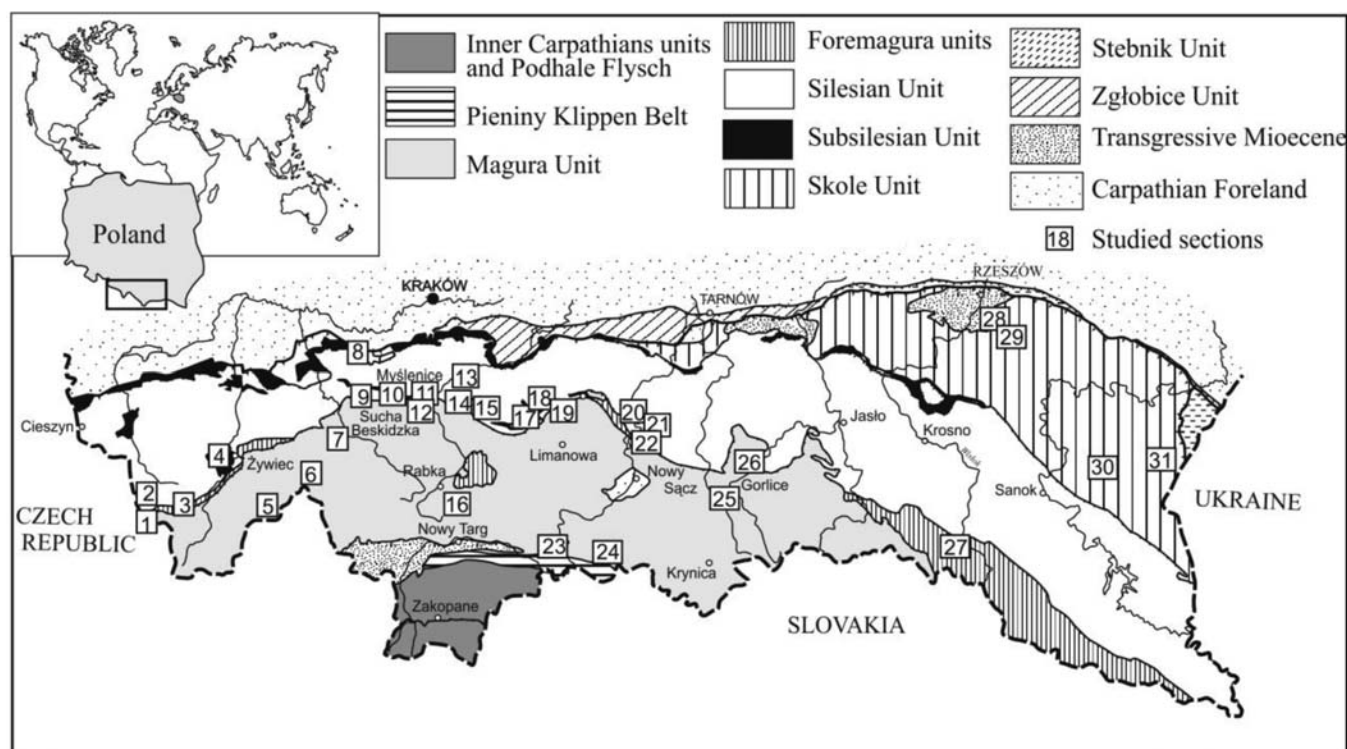 Inner Carpathians units
and Podhale Flysch
Pieniny Klippen Belt
Magura Unit
Foremagura units
Silesian Unit
Subsilesian Unit
Skole Unit
Stebnik Unit
Zgłobice Unit
Transgressive Mioecene
Carpathian Foreland
18 Studied sections
Poland
KRAKÓW
TARNÓW
RZESZÓW
28
29
8
Myślenice
13
9
10
11
12
14
15
17
18
19
20
21
22
Sucha
Beskidzka
Cieszyn
7
4
Żywiec
6
5
2
3
1
Rabka
16
Limanowa
Nowy
Sącz
26
Gorlice
25
Jasło
Krosno
Sanok
30
31
CZECH
REPUBLIC
UKRAINE
Nowy Targ
23
24
Krynica
27
Zakopane
SLOVAKIA